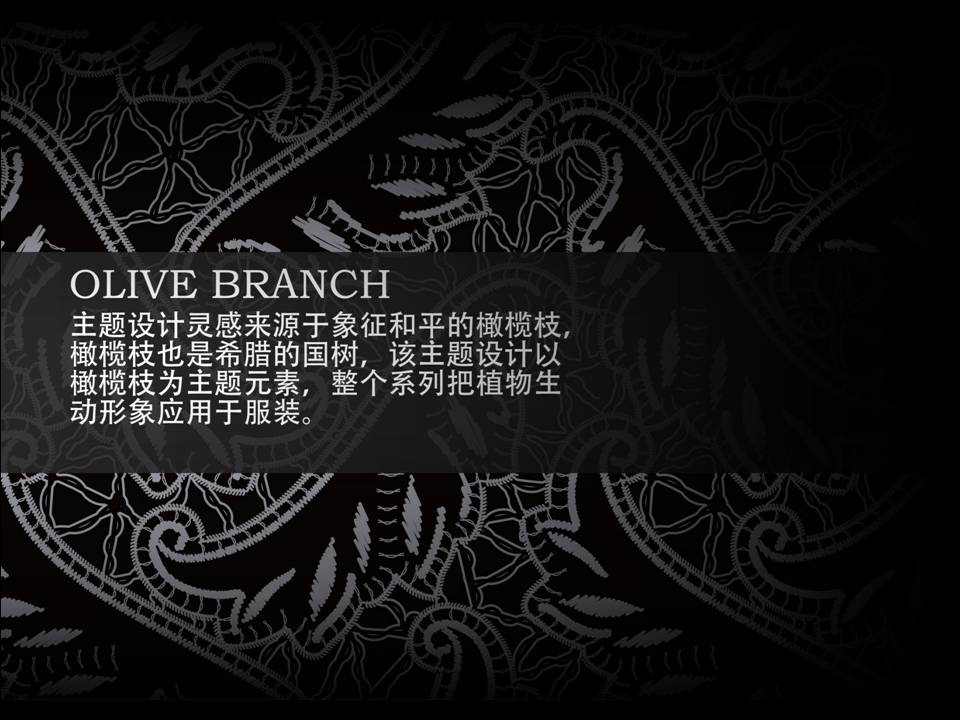 OLIVE BRANCH
主题设计灵感来源于象征和平的橄榄枝，
橄榄枝也是希腊的国树，该主题设计以
橄榄枝为主题元素，整个系列把植物生
动形象应用于服装。